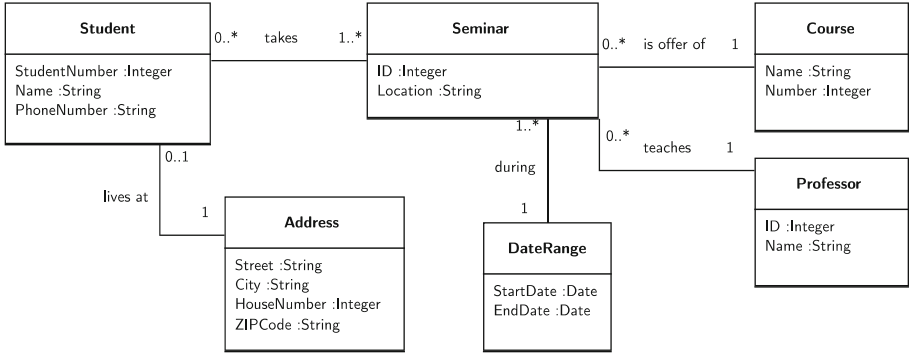 Student
StudentNumber :Integer
Name :String
PhoneNumber :String
0..* takes 1..*
Seminar
ID :Integer
Location :String
0..* is offer of 1
Course
Name :String
Number :Integer
0..* teaches 1
Professor
ID :Integer
Name :String
0..1
lives at
1
Address
Street :String
City :String
HouseNumber :Integer
ZIPCode :String
1..*
during
1
DateRange
StartDate :Date
EndDate :Date